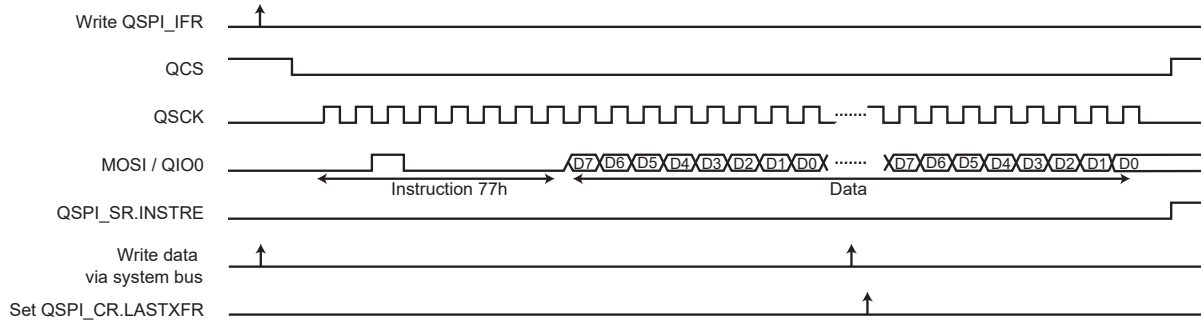 Write QSPI_IFR
QCS
QSCK
MOSI / QIO0
D7 D6 D5 D4 D3 D2 D1 D0 D7 D6 D5 D4 D3 D2 D1 D0
Instruction 77h
Data
QSPI_SR.INSTRE
Write data
via system bus
Set QSPI_CR.LASTXFR